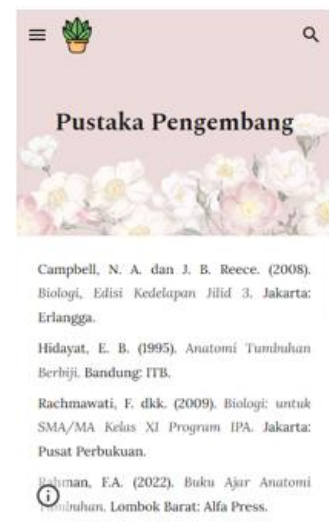 Pustaka Pengembang
Campbell, N. A. dan J. B. Reece. (2008).
Biologi, Edisi Kedelapan Jilid 3. Jakarta:
Erlangga.
Hidayat, E. B. (1995). Anatomi Tumbuhan
Berbiji. Bandung: ITB.
Rachmawati, F. dkk. (2009). Biologi: untuk
SMA/MA Kelas XI Program IPA. Jakarta:
Pusat Perbukuan.
Rahman, F.A. (2022). Buku Ajar Anatomi
Tumbuhan. Lombok Barat: Alfa Press.